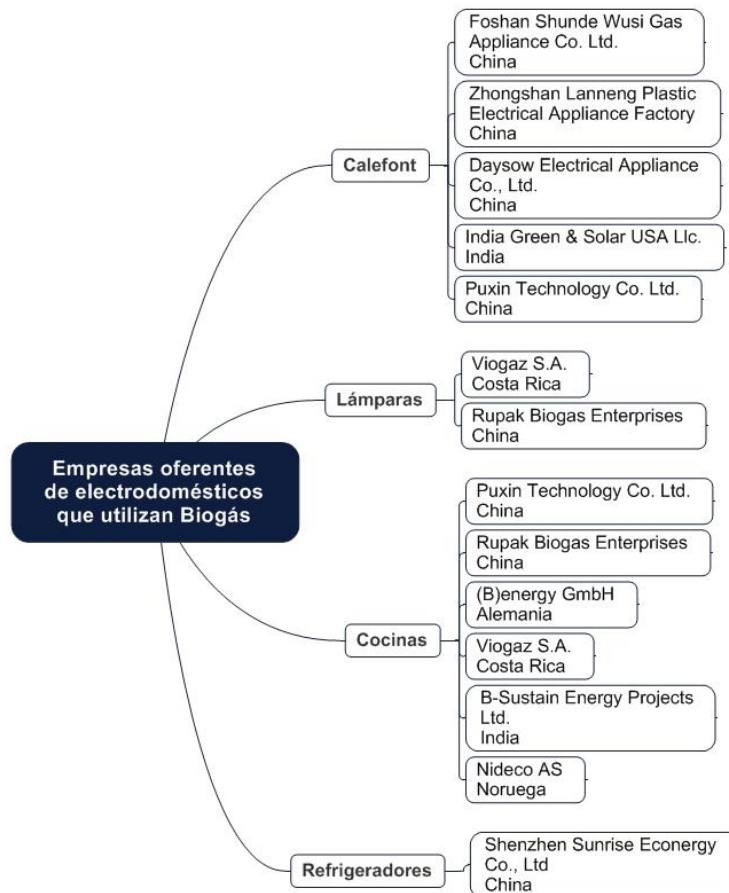 Empresas oferentes
de electrodomésticos
que utilizan Biogás
Calefont
Foshan Shunde Wusi Gas
Appliance Co. Ltd.
China
Zhongshan Lanneng Plastic
Electrical Appliance Factory
China
Daysow Electrical Appliance
Co., Ltd.
China
India Green & Solar USA Llc.
India
Puxin Technology Co. Ltd.
China
Lámparas
Viogaz S.A.
Costa Rica
Rupak Biogas Enterprises
China
Cocinas
Puxin Technology Co. Ltd.
China
Rupak Biogas Enterprises
China
(B)energy GmbH
Alemania
Viogaz S.A.
Costa Rica
B-Sustain Energy Projects
Ltd.
India
Nideco AS
Noruega
Refrigeradores
Shenzhen Sunrise Econergy
Co., Ltd
China